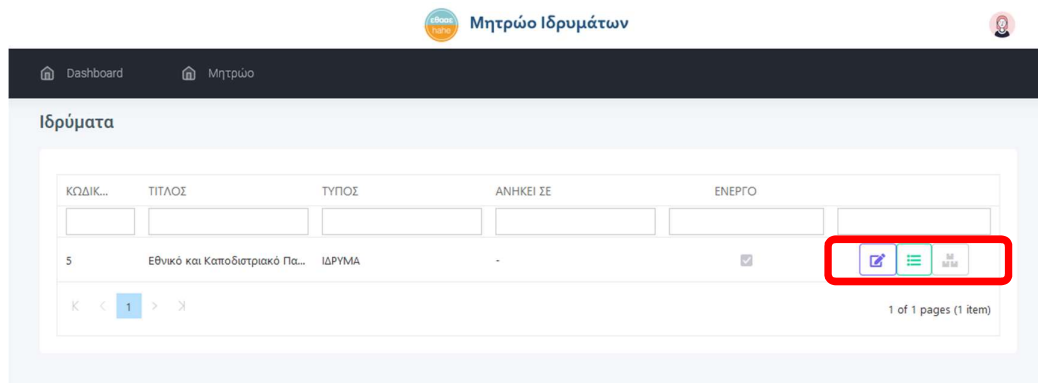 εθααε
hahe
Μητρώο Ιδρυμάτων
Dashboard Μητρώο
Ιδρύματα
ΚΩΔΙΚ... ΤΙΤΛΟΣ ΤΥΠΟΣ ΑΝΗΚΕΙ ΣΕ ΕΝΕΡΓΟ
5 Εθνικό και Καποδιστριακό Πα... ΙΔΡΥΜΑ -
1 1 of 1 pages (1 item)